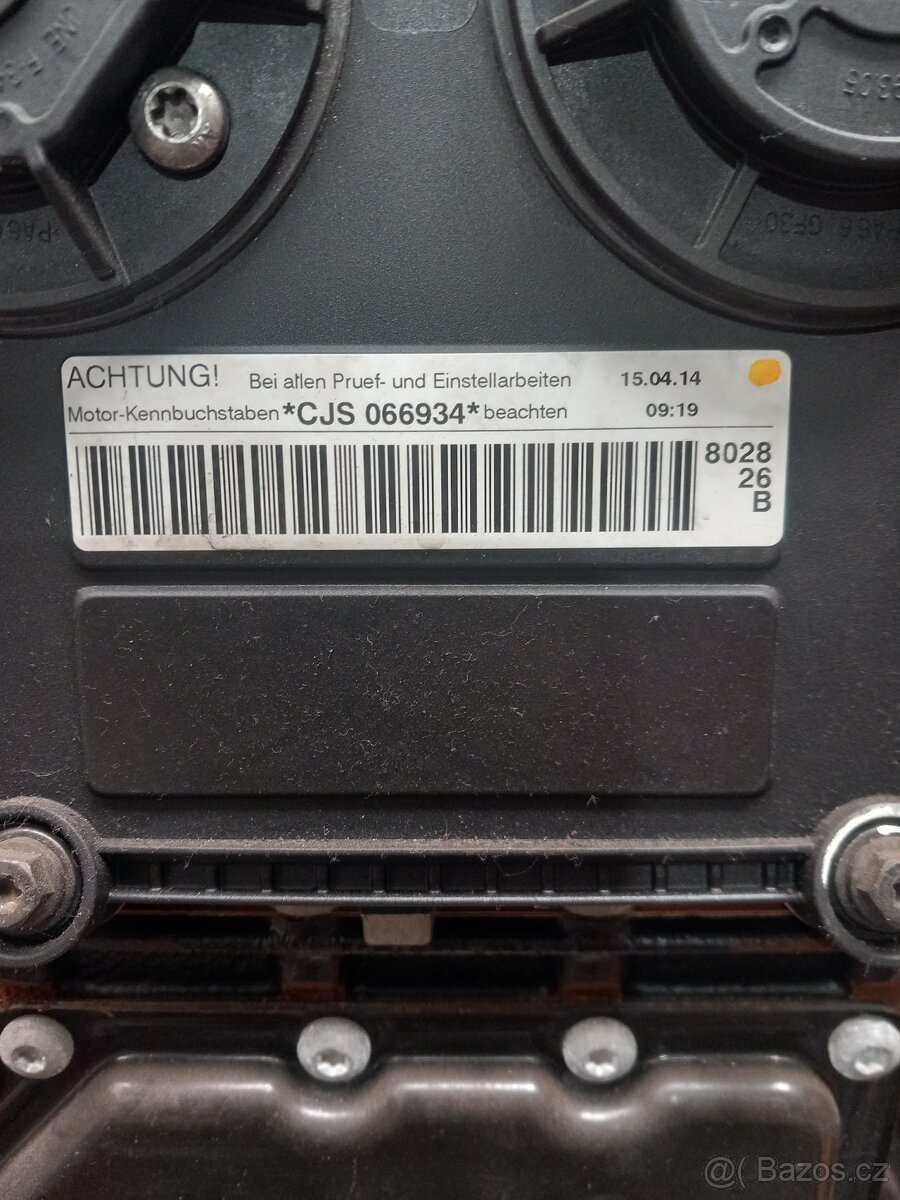 ACHTUNG! Bei allen Pruef- und Einstellarbeiten 15.04.14
Motor-Kennbuchstaben *CJS 066934* beachten 09:19
8028
26
B
@( Bazos.cz